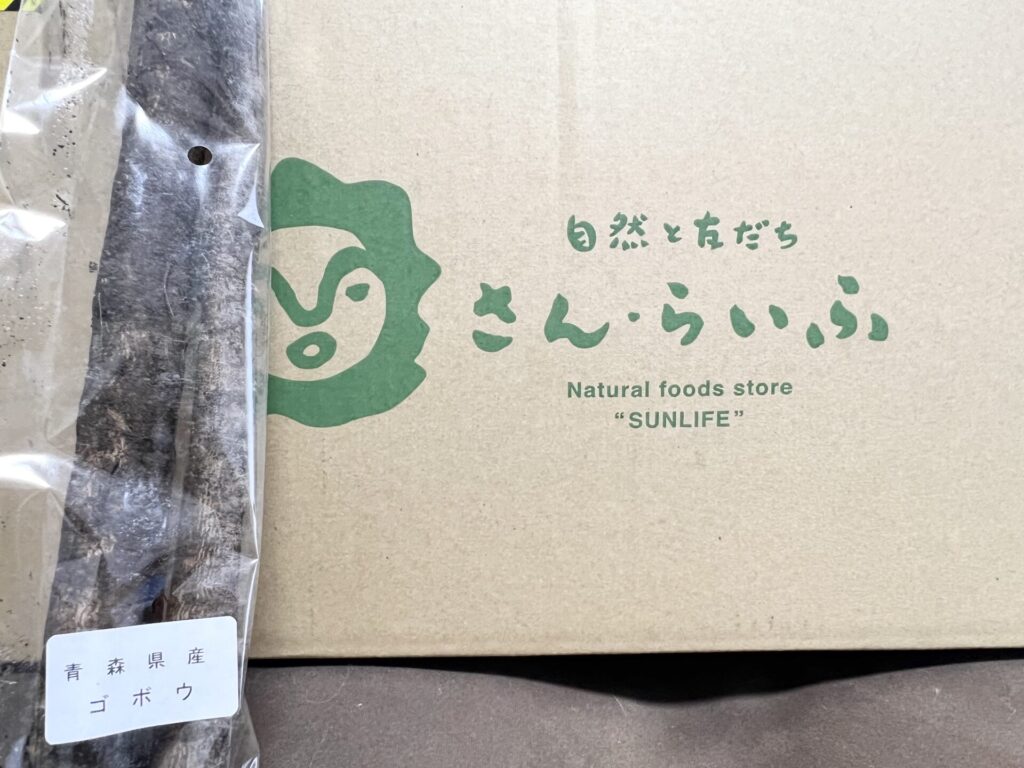 自然と友だち
さん・らいふ
Natural foods store
“SUNLIFE”
青森県産
ゴボウ